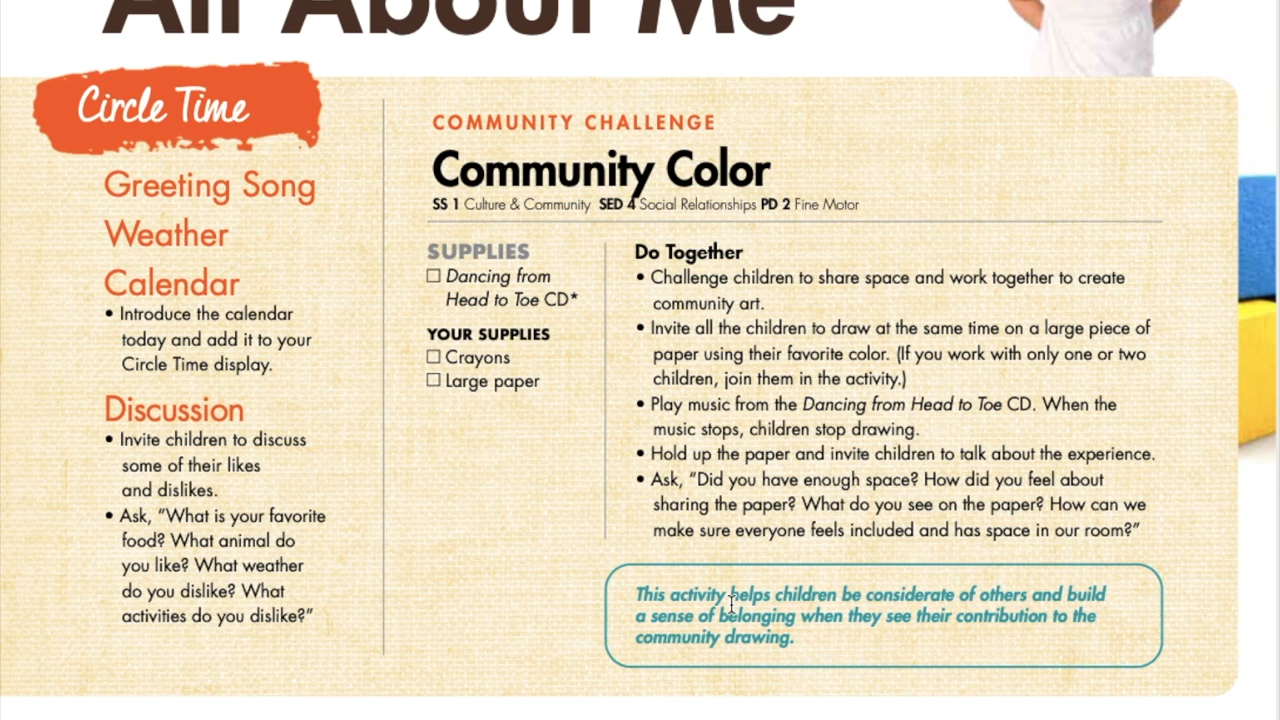 All About Me
Circle Time
Greeting Song
Weather
Calendar
• Introduce the calendar
today and add it to your
Circle Time display.
Discussion
• Invite children to discuss
some of their likes
and dislikes.
• Ask, “What is your favorite
food? What animal do
you like? What weather
do you dislike? What
activities do you dislike?”
COMMUNITY CHALLENGE
Community Color
SS 1 Culture & Community SED 4 Social Relationships PD 2 Fine Motor
SUPPLIES
☐ Dancing from
Head to Toe CD*
YOUR SUPPLIES
☐ Crayons
☐ Large paper
Do Together
• Challenge children to share space and work together to create
community art.
• Invite all the children to draw at the same time on a large piece of
paper using their favorite color. (If you work with only one or two
children, join them in the activity.)
• Play music from the Dancing from Head to Toe CD. When the
music stops, children stop drawing.
• Hold up the paper and invite children to talk about the experience.
• Ask, “Did you have enough space? How did you feel about
sharing the paper? What do you see on the paper? How can we
make sure everyone feels included and has space in our room?”
This activity helps children be considerate of others and build
a sense of belonging when they see their contribution to the
community drawing.